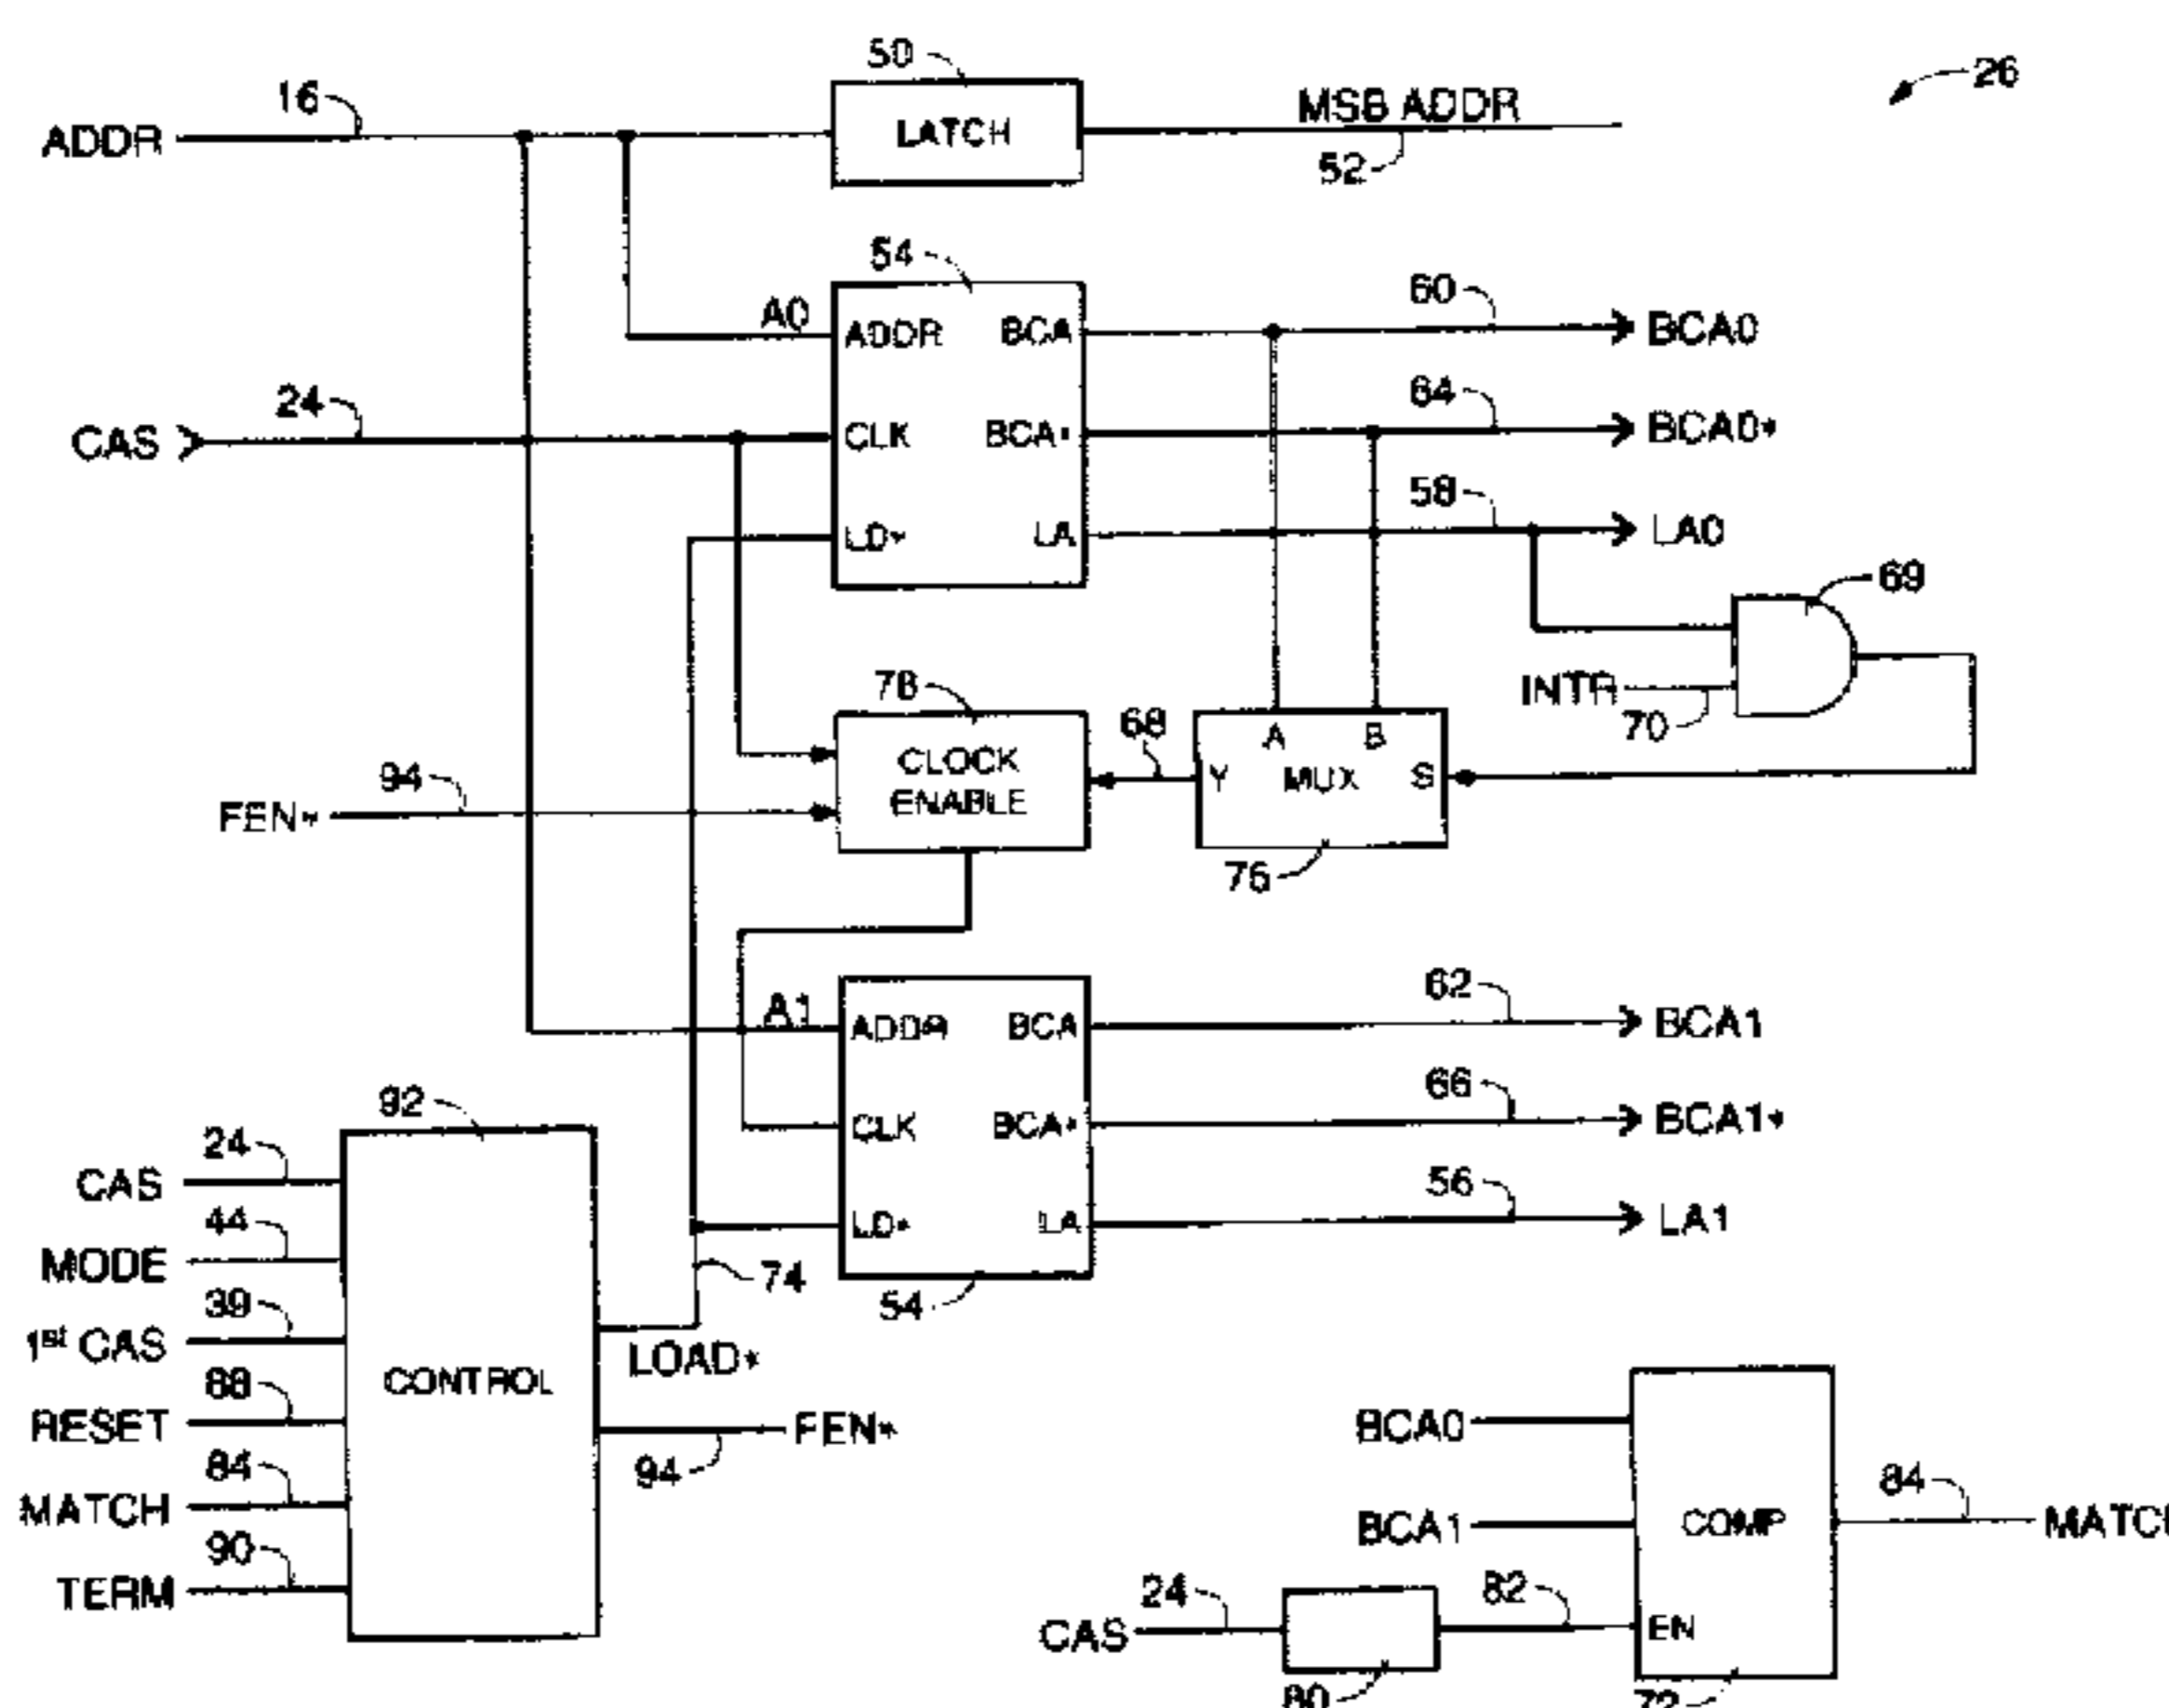 50
26
16
MSB ADDR
ADDR
LATCH
52
54
60
A0
ADDR
BCA
BCA0
24
64
CAS
CLK
BCA*
BCA0*
58
LD*
LA
LA0
69
78
INTR
70
68
A
B
CLOCK
ENABLE
Y
MUX
S
94
FEN*
76
62
A1
ADDR
BCA
BCA1
92
66
24
CLK
BCA*
BCA1*
CAS
56
44
LD*
LA
LA1
MODE
74
54
39
1st CAS
LOAD*
CONTROL
88
RESET
FEN*
BCA0
84
94
84
MATCH
BCA1
COMP
90
24
82
TERM
CAS
EN
80
72